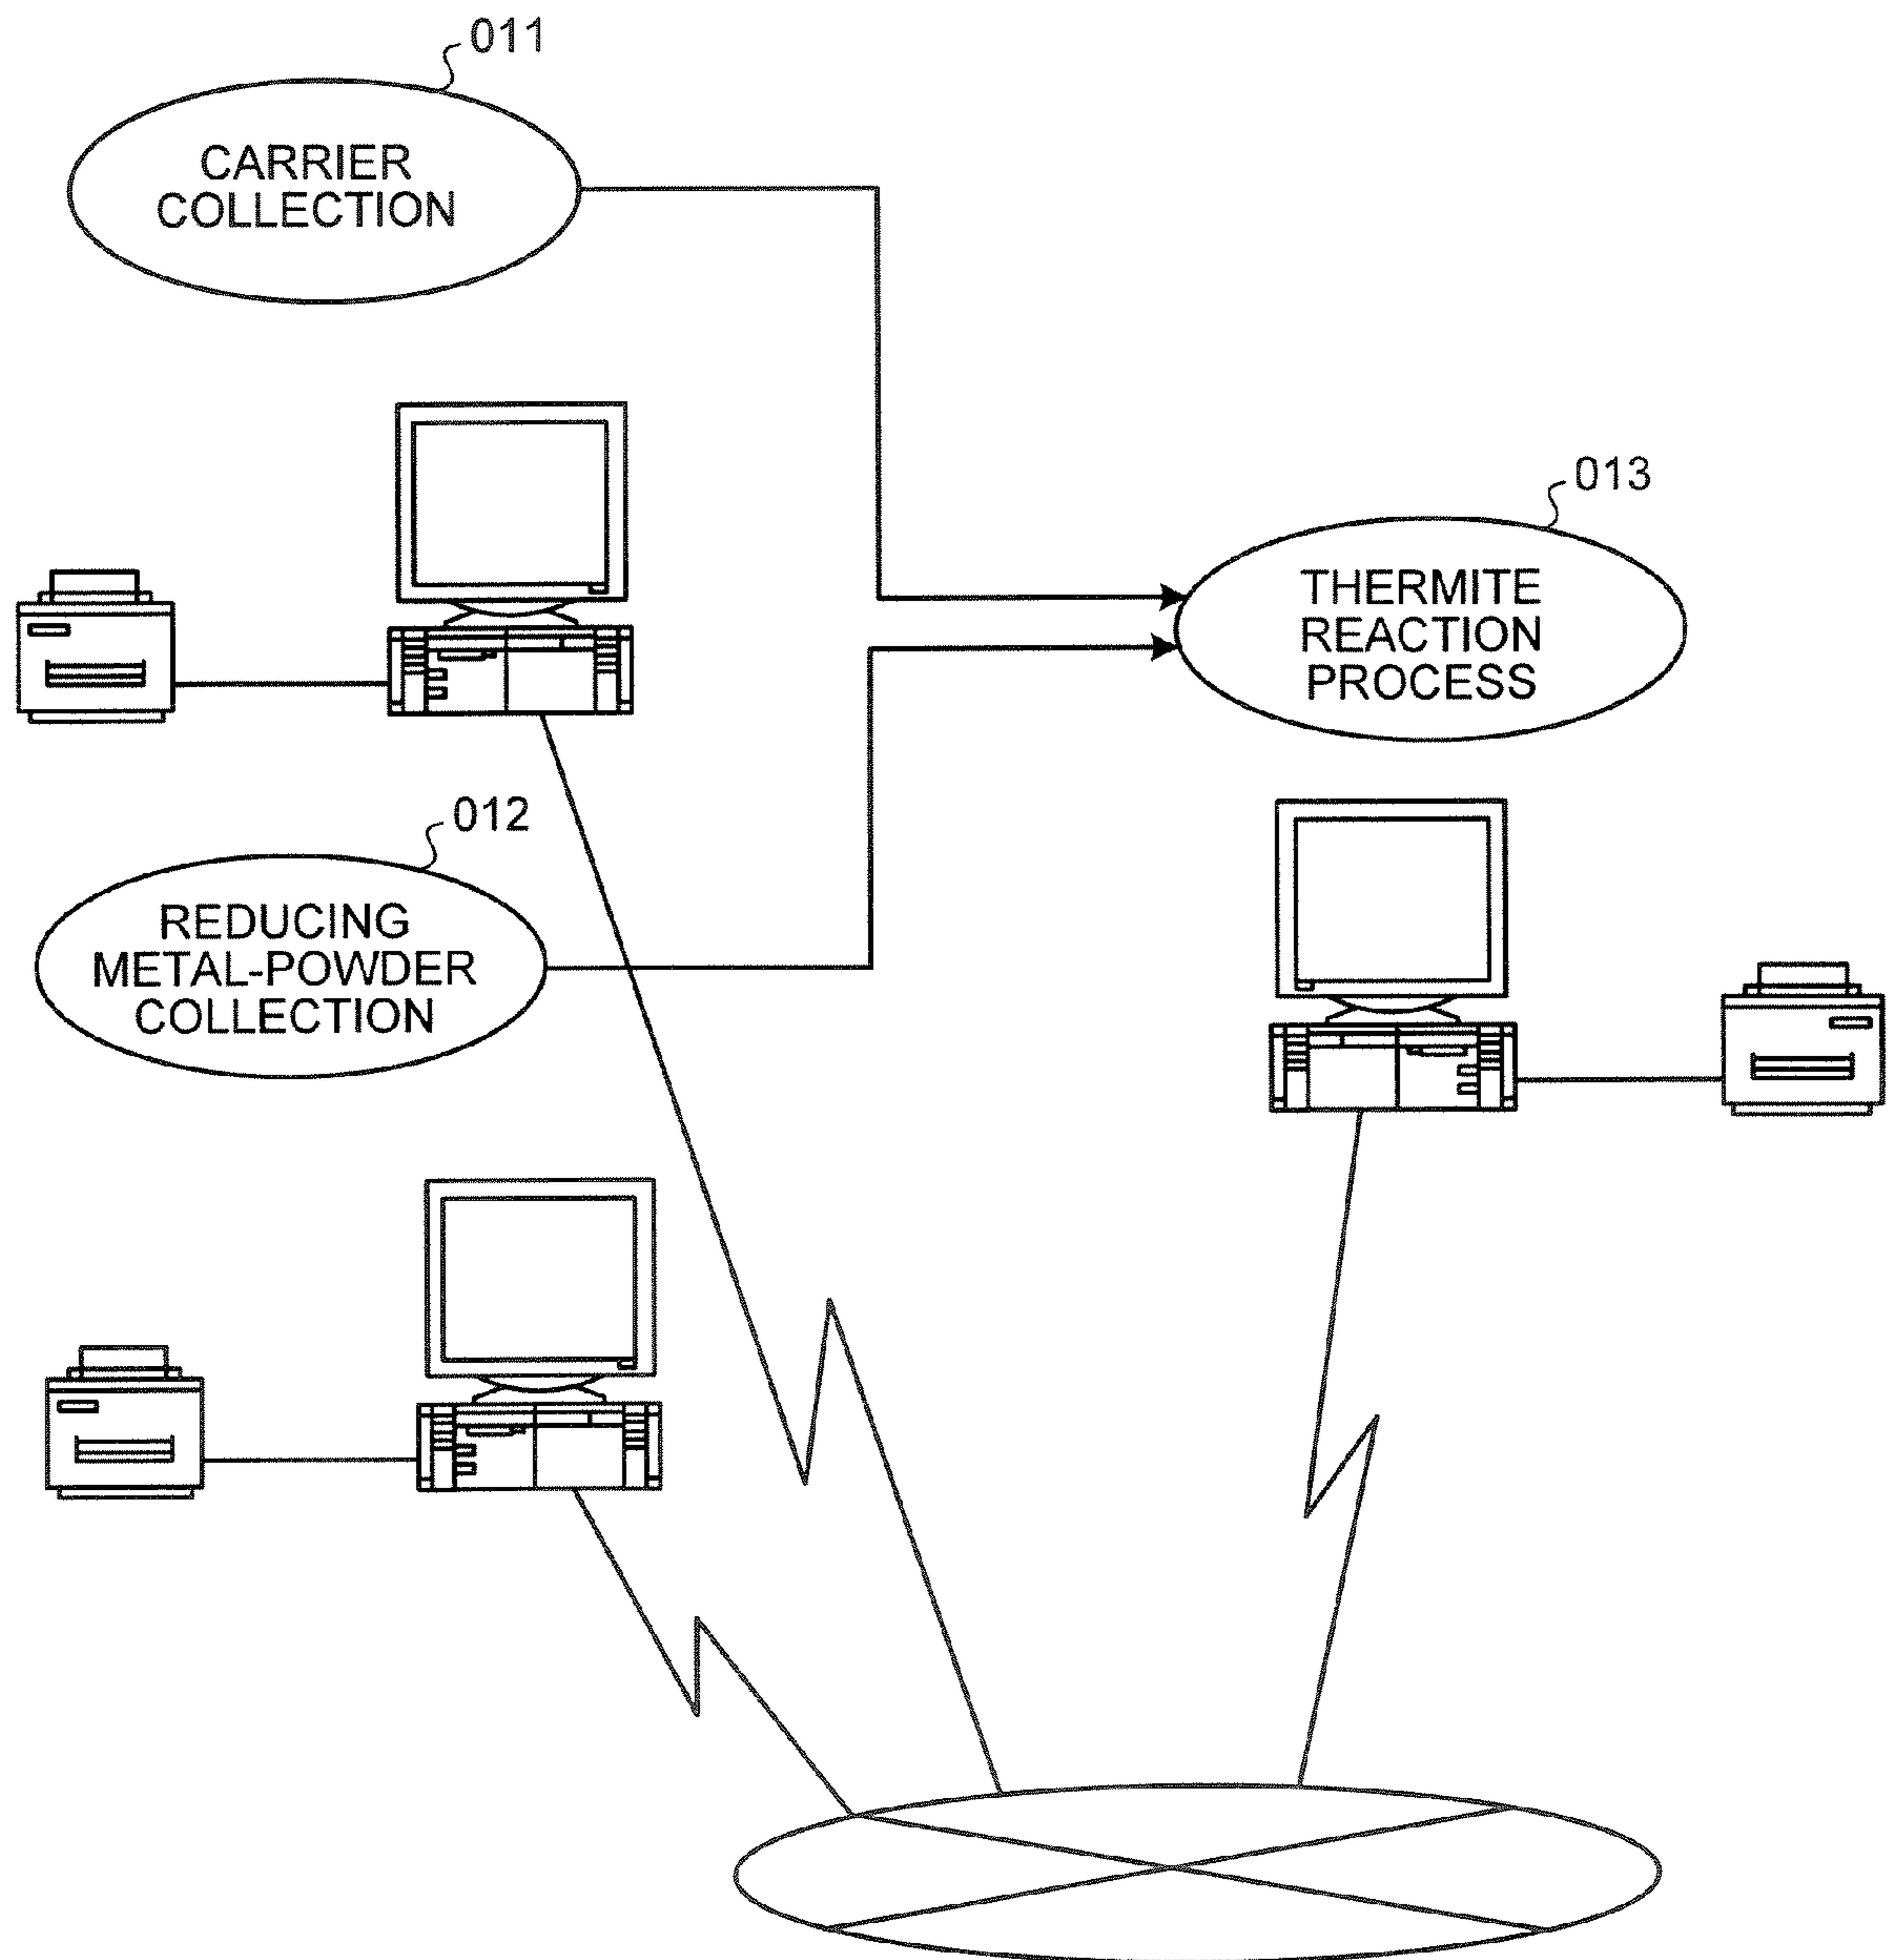 011
CARRIER
COLLECTION
013
THERMITE
REACTION
PROCESS
012
REDUCING
METAL-POWDER
COLLECTION